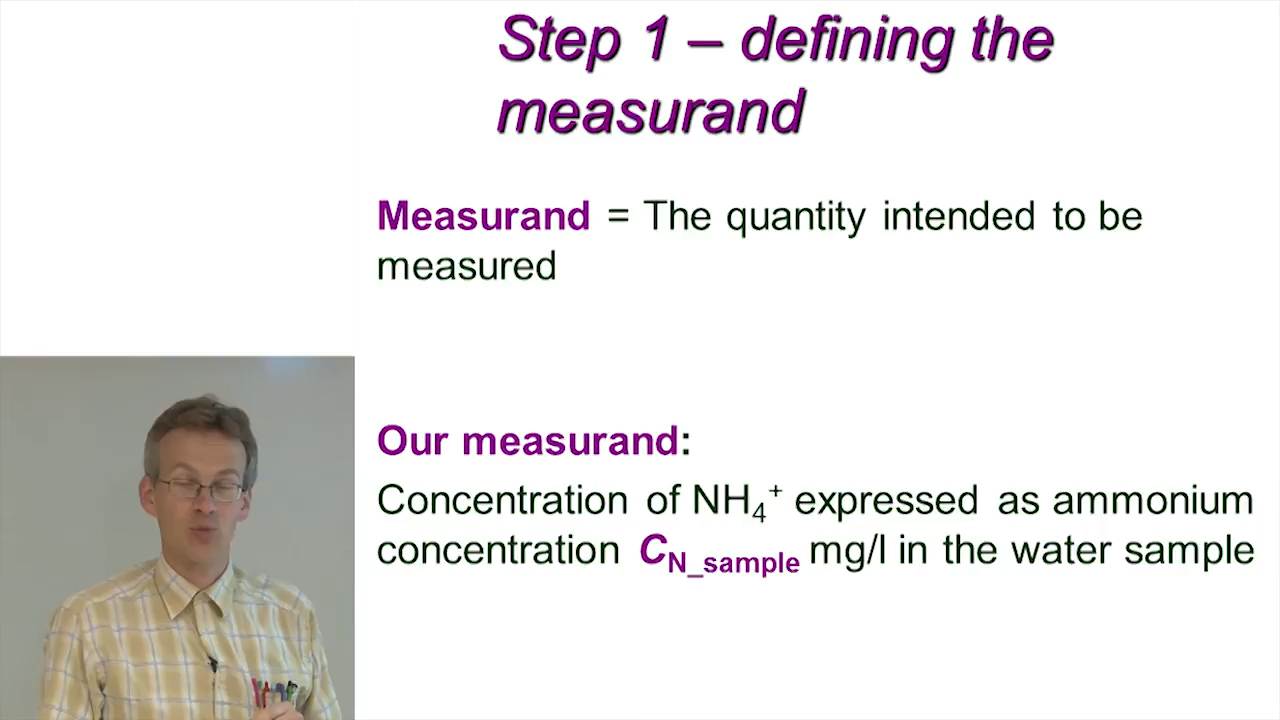 Step 1 – defining the
measurand
Measurand = The quantity intended to be
measured
Our measurand:
Concentration of NH₄⁺ expressed as ammonium
concentration C_N_sample mg/l in the water sample